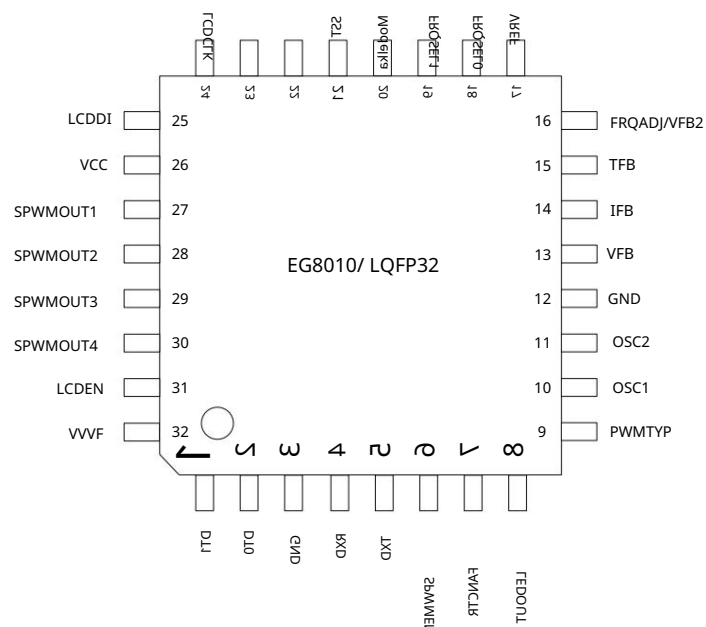 LCDCLK
TSS
FRQSEL1
FRQSEL0
VREF
24
23
22
21
20
19
18
17
LCDDI
25
16
FRQADJ/VFB2
VCC
26
15
TFB
SPWMOUT1
27
14
IFB
SPWMOUT2
28
EG8010/ LQFP32
13
VFB
SPWMOUT3
29
12
GND
SPWMOUT4
30
11
OSC2
LCDEN
31
10
OSC1
VVVF
32
9
PWMTYP
1
2
3
4
5
6
7
8
DT1
DT0
GND
RXD
TXD
FANCTR
LEDOUT